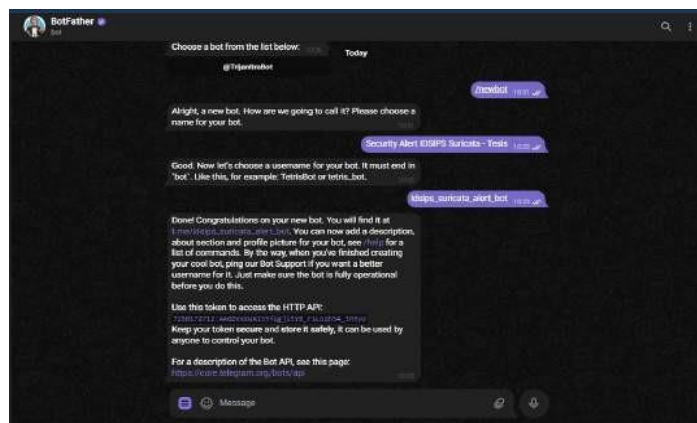 BotFather
bot
Choose a bot from the list below:
Today
@TrijanitraBot
/newbot
Alright, a new bot. How are we going to call it? Please choose a
name for your bot.
Security Alert IDSIPS Suricata - Tesis
Good. Now let's choose a username for your bot. It must end in
`bot`. Like this, for example: TetrisBot or tetris_bot.
idsips_suricata_alert_bot
Done! Congratulations on your new bot. You will find it at
t.me/idsips_suricata_alert_bot. You can now add a description,
about section and profile picture for your bot, see /help for a
list of commands. By the way, when you've finished creating
your cool bot, ping our Bot Support if you want a better
username for it. Just make sure the bot is fully operational
before you do this.
Use this token to access the HTTP API:
Keep your token secure and store it safely, it can be used by
anyone to control your bot.
For a description of the Bot API, see this page:
https://core.telegram.org/bots/api
Message